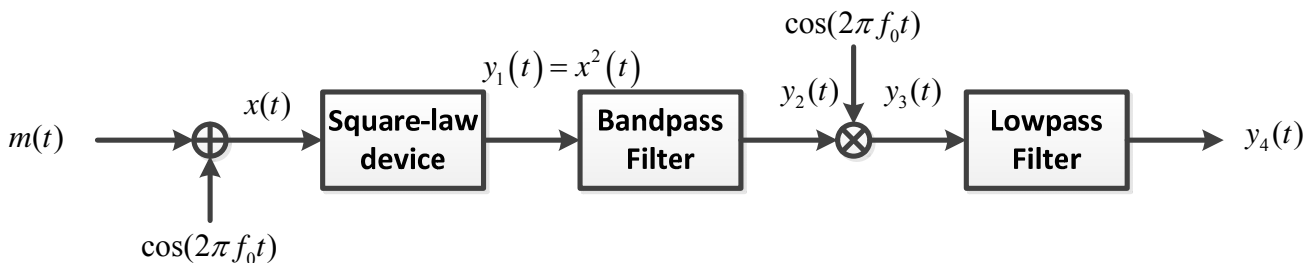 cos(2πf₀t)
y₁(t) = x²(t)
x(t)
y₂(t)
y₃(t)
m(t)
Square-law
device
Bandpass
Filter
Lowpass
Filter
y₄(t)
cos(2πf₀t)